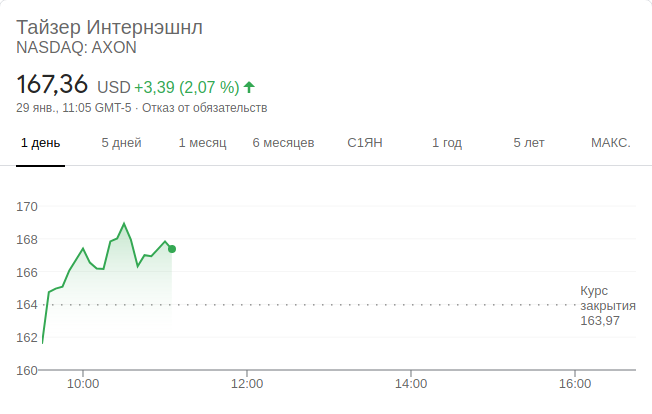 Тайзер Интернэшнл
NASDAQ: AXON
167,36 USD +3,39 (2,07 %)
29 янв., 11:05 GMT-5 · Отказ от обязательств
1 день 5 дней 1 месяц 6 месяцев С1ЯН 1 год 5 лет МАКС.
170
168
166
164
162
160
Курс
закрытия
163,97
10:00 12:00 14:00 16:00